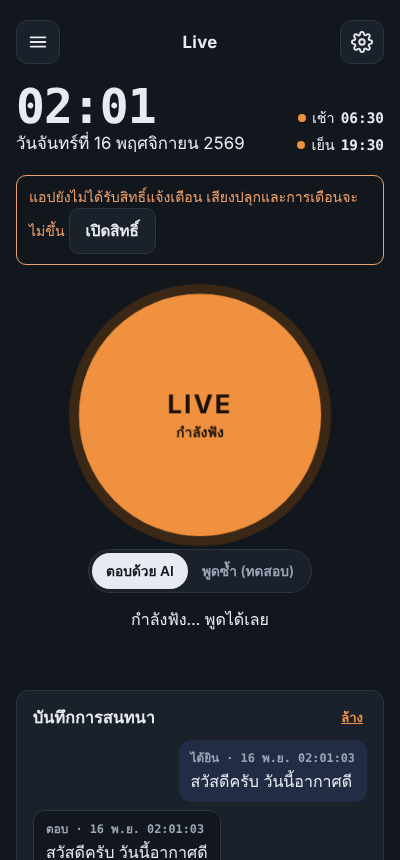 Live
02:01
วันจันทร์ที่ 16 พฤศจิกายน 2569
เช้า 06:30
เย็น 19:30
แอปยังไม่ได้รับสิทธิ์แจ้งเตือน เสียงปลุกและการเตือนจะ
ไม่ขึ้น เปิดสิทธิ์
LIVE
กำลังฟัง
ตอบด้วย AI
พูดซ้ำ (ทดสอบ)
กำลังฟัง... พูดได้เลย
บันทึกการสนทนา
ล้าง
ได้ยิน · 16 พ.ย. 02:01:03
สวัสดีครับ วันนี้อากาศดี
ตอบ · 16 พ.ย. 02:01:03
สวัสดีครับ วันนี้อากาศดี